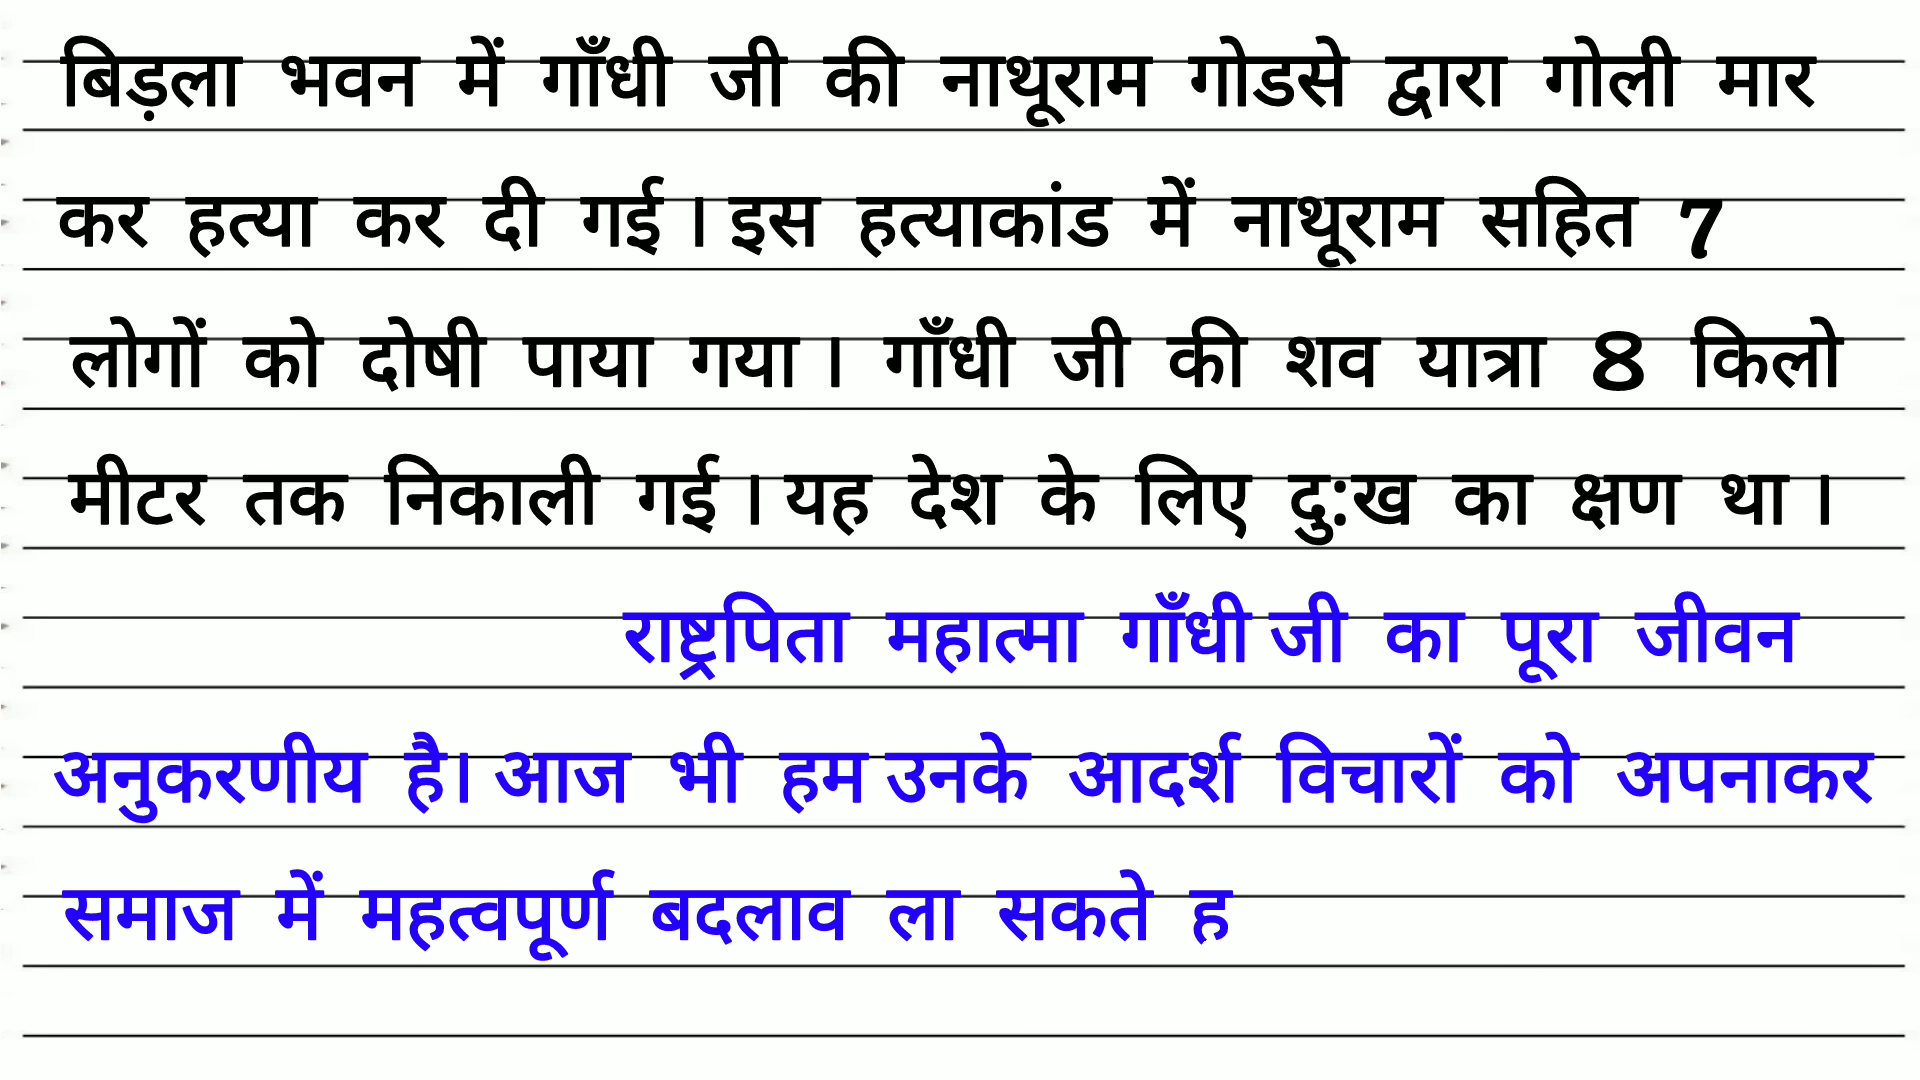 बिड़ला भवन में गाँधी जी की नाथूराम गोडसे द्वारा गोली मार
कर हत्या कर दी गई । इस हत्याकांड में नाथूराम सहित 7
लोगों को दोषी पाया गया । गाँधी जी की शव यात्रा 8 किलो
मीटर तक निकाली गई । यह देश के लिए दु:ख का क्षण था ।
राष्ट्रपिता महात्मा गाँधी जी का पूरा जीवन
अनुकरणीय है। आज भी हम उनके आदर्श विचारों को अपनाकर
समाज में महत्वपूर्ण बदलाव ला सकते ह